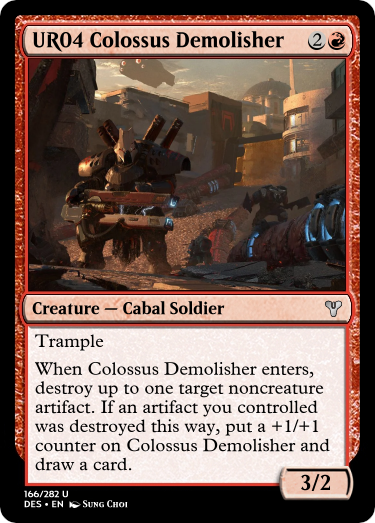 UR04 Colossus Demolisher 2
Creature — Cabal Soldier
Trample
When Colossus Demolisher enters,
destroy up to one target noncreature
artifact. If an artifact you controlled
was destroyed this way, put a +1/+1
counter on Colossus Demolisher and
draw a card.
3/2
166/282 U
DES • EN Sung Choi